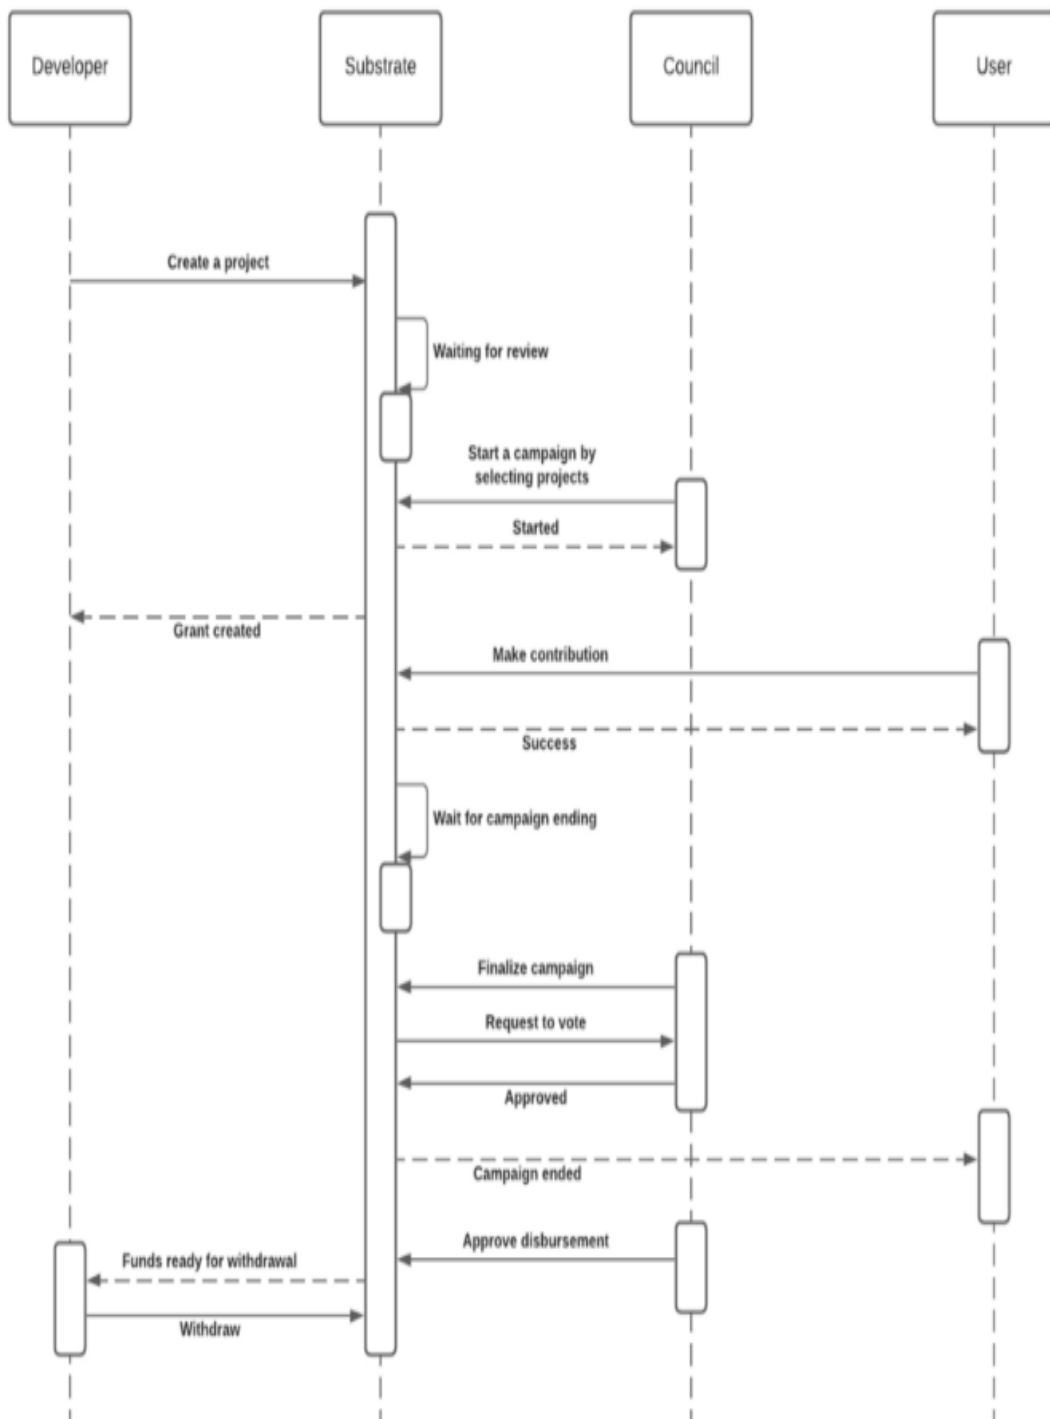 Developer
Substrate
Council
User
Create a project
Waiting for review
Start a campaign by
selecting projects
Started
Grant created
Make contribution
Success
Wait for campaign ending
Finalize campaign
Request to vote
Approved
Campaign ended
Approve disbursement
Funds ready for withdrawal
Withdraw